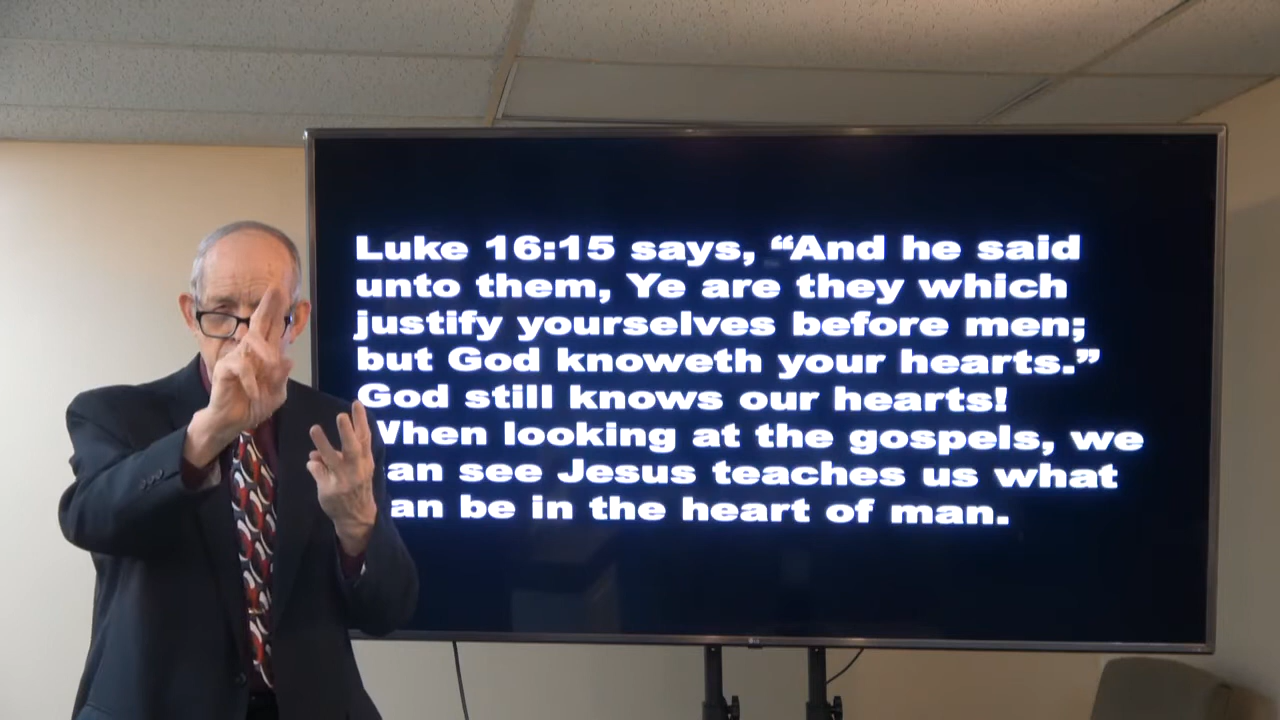 Luke 16:15 says, “And he said
unto them, Ye are they which
justify yourselves before men;
but God knoweth your hearts.”
God still knows our hearts!
When looking at the gospels, we
an see Jesus teaches us what
an be in the heart of man.